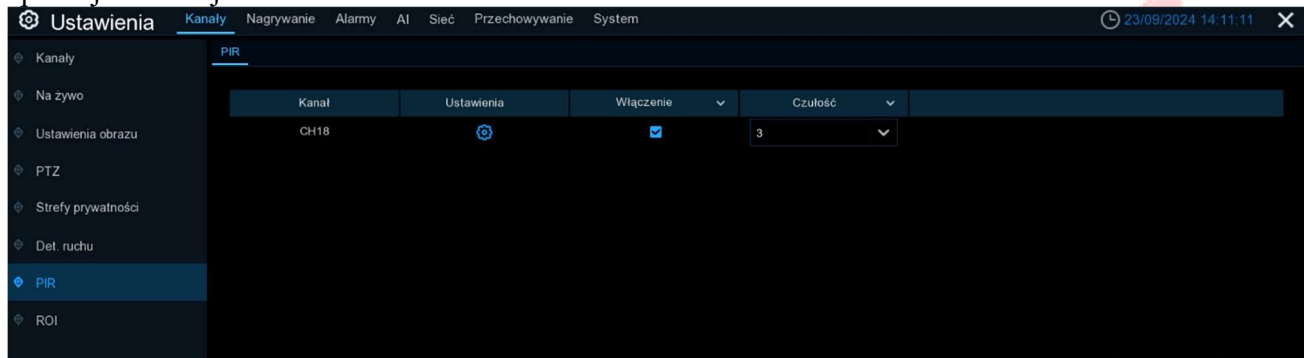 Ustawienia Kanały Nagrywanie Alarmy AI Sieć Przechowywanie System 23/09/2024 14:11:11
Kanały
Na żywo
Ustawienia obrazu
PTZ
Strefy prywatności
Det. ruchu
PIR
ROI
PIR
Kanał Ustawienia Włączenie Czułość
CH18 3